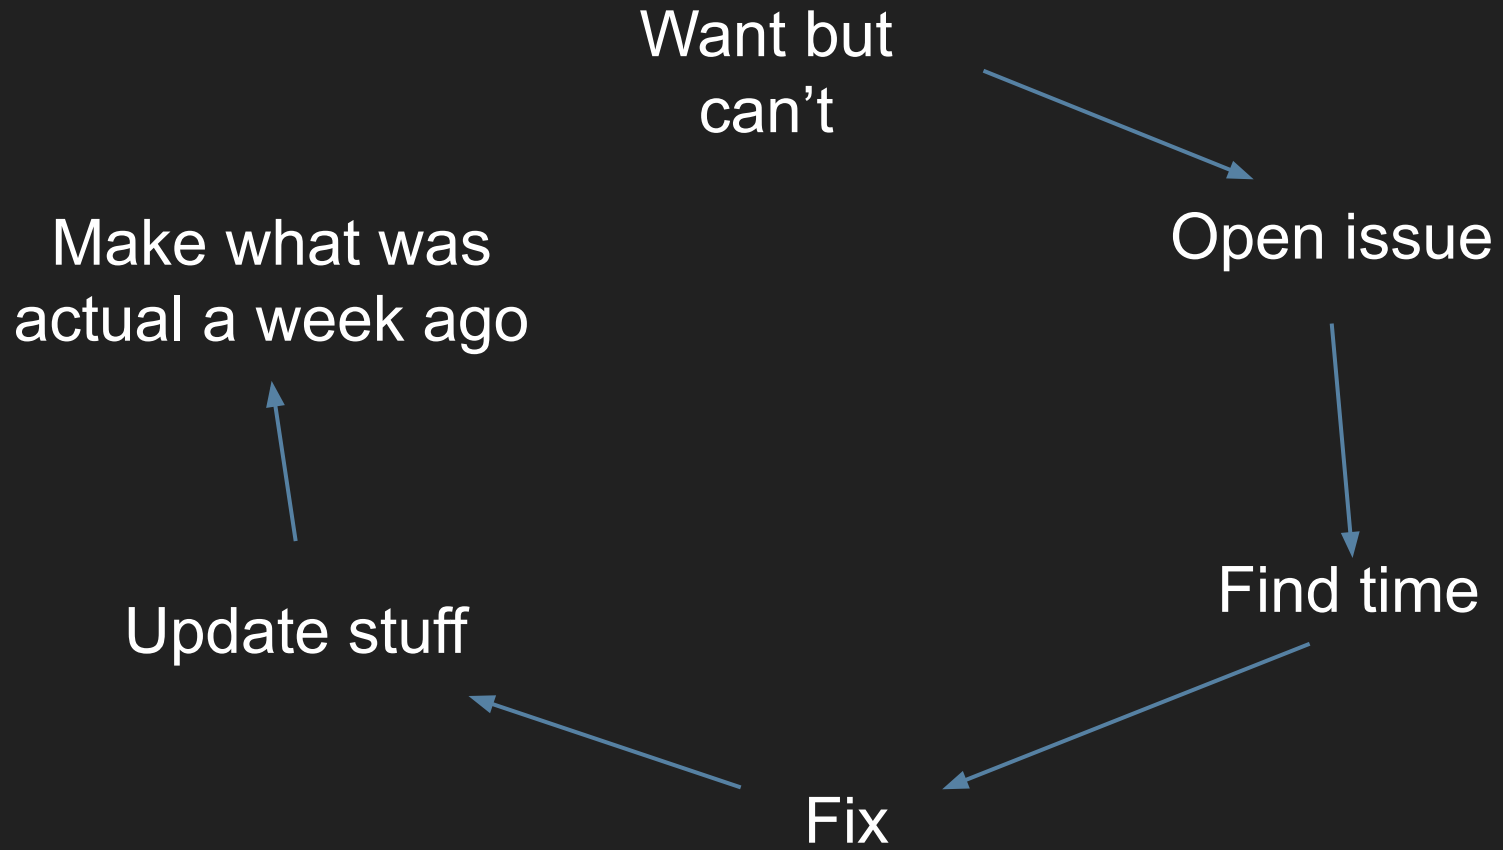 Want but
can’t
Open issue
Find time
Fix
Update stuff
Make what was
actual a week ago